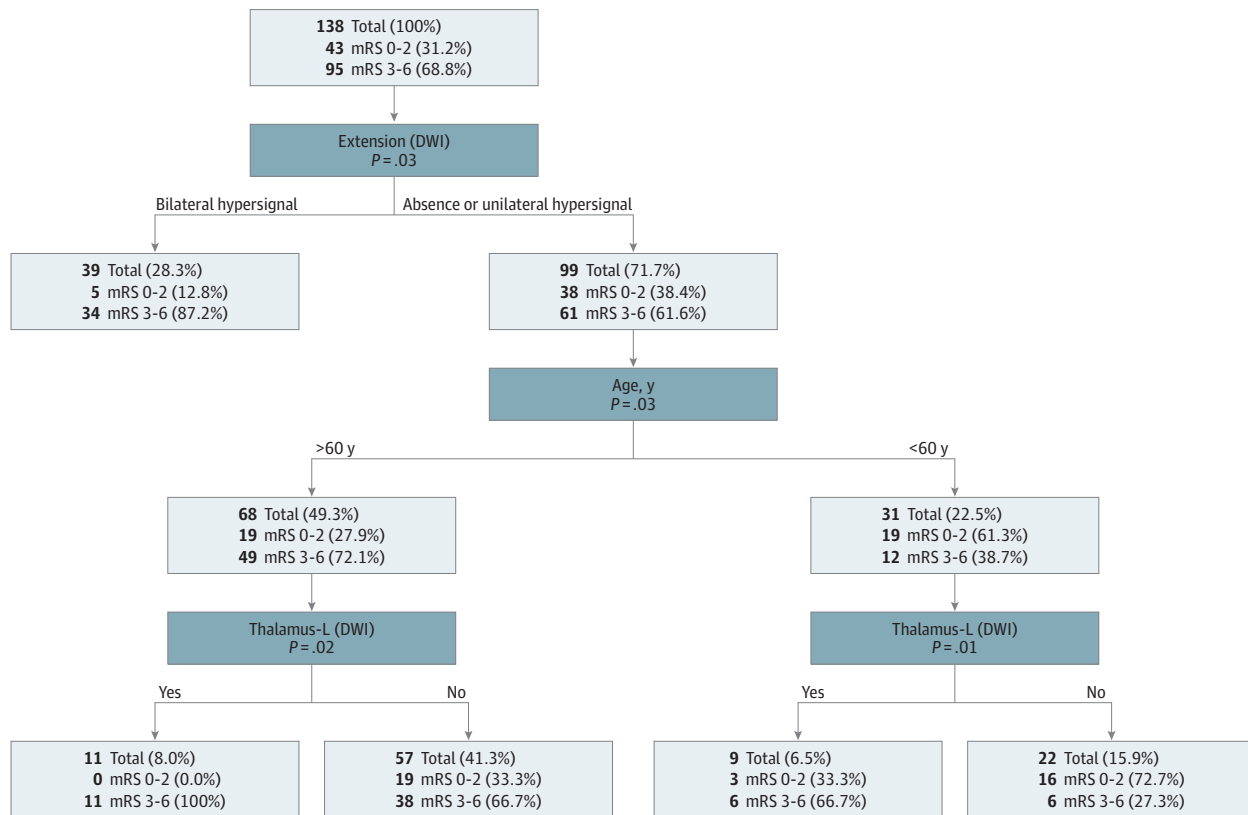 138 Total (100%)
43 mRS 0-2 (31.2%)
95 mRS 3-6 (68.8%)
Extension (DWI)
P = .03
Bilateral hypersignal
Absence or unilateral hypersignal
39 Total (28.3%)
5 mRS 0-2 (12.8%)
34 mRS 3-6 (87.2%)
99 Total (71.7%)
38 mRS 0-2 (38.4%)
61 mRS 3-6 (61.6%)
Age, y
P = .03
>60 y
<60 y
68 Total (49.3%)
19 mRS 0-2 (27.9%)
49 mRS 3-6 (72.1%)
31 Total (22.5%)
19 mRS 0-2 (61.3%)
12 mRS 3-6 (38.7%)
Thalamus-L (DWI)
P = .02
Thalamus-L (DWI)
P = .01
Yes
No
Yes
No
11 Total (8.0%)
0 mRS 0-2 (0.0%)
11 mRS 3-6 (100%)
57 Total (41.3%)
19 mRS 0-2 (33.3%)
38 mRS 3-6 (66.7%)
9 Total (6.5%)
3 mRS 0-2 (33.3%)
6 mRS 3-6 (66.7%)
22 Total (15.9%)
16 mRS 0-2 (72.7%)
6 mRS 3-6 (27.3%)